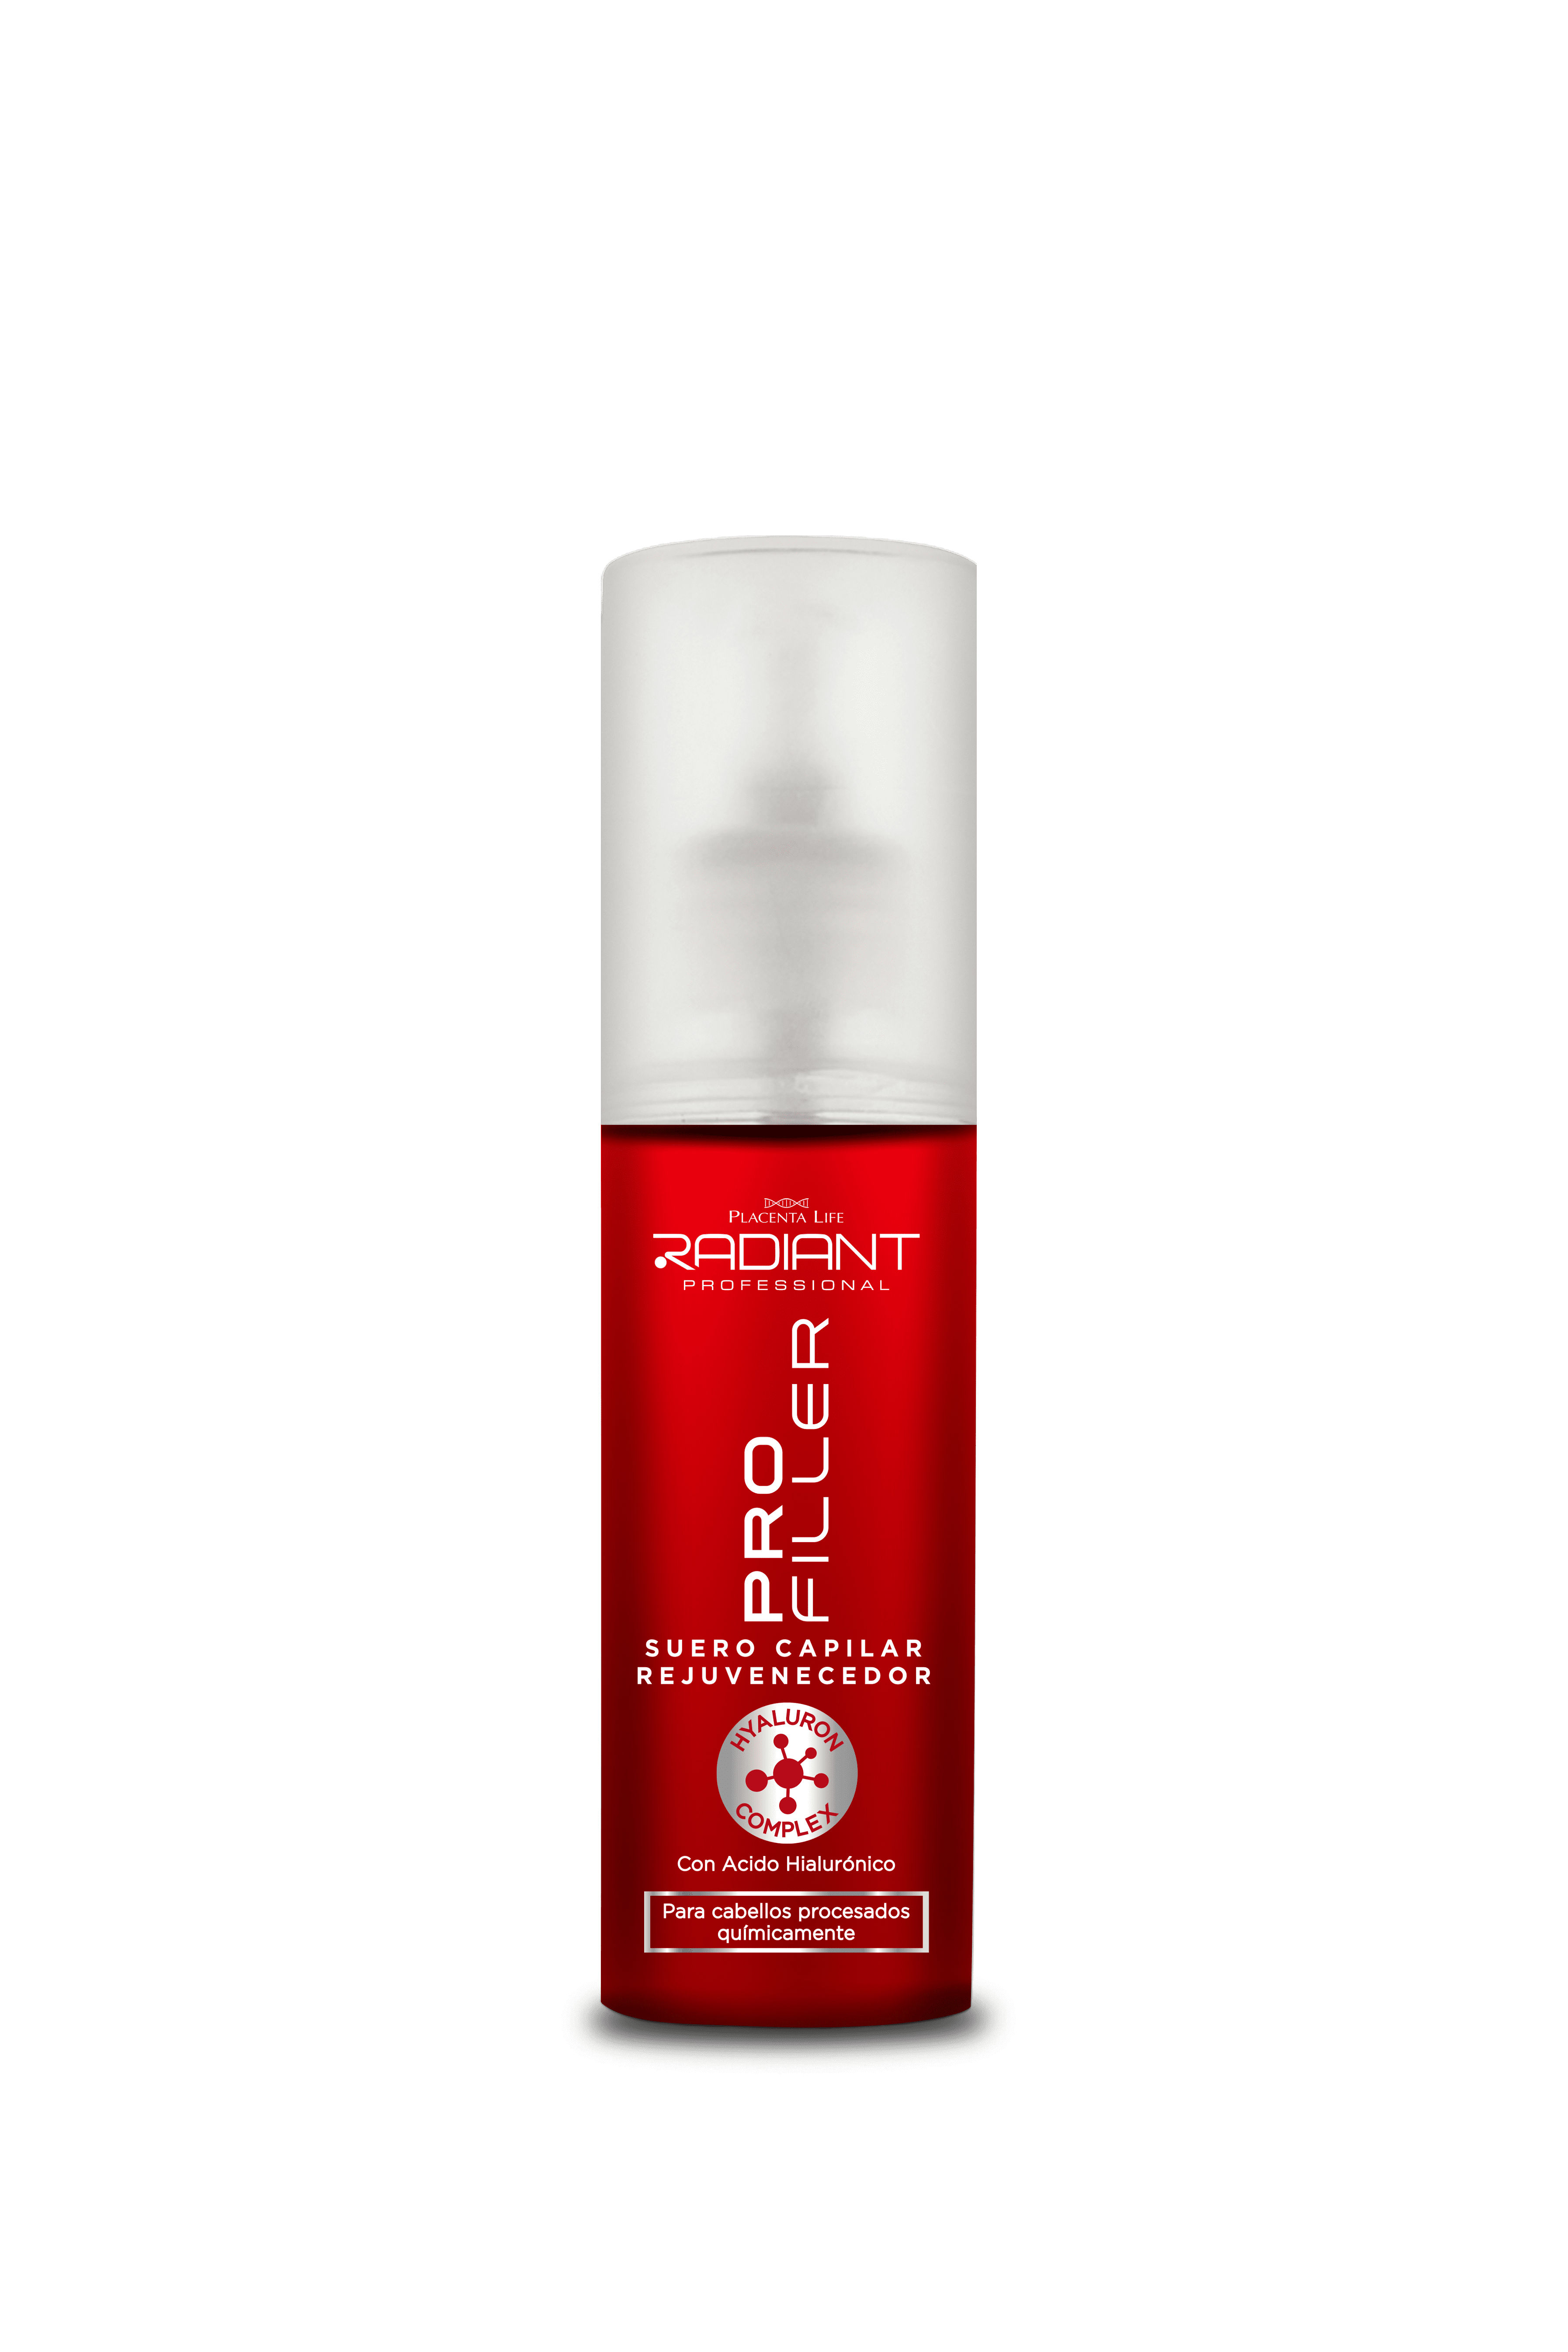 PLACENTA LIFE
RADIANT
PROFESSIONAL
PRO
FILLER
SUERO CAPILAR
REJUVENECEDOR
HYALURON
COMPLEX
Con Acido Hialurónico
Para cabellos procesados
químicamente